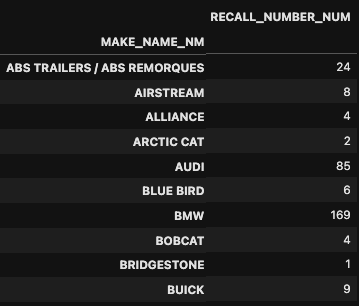 RECALL_NUMBER_NUM
MAKE_NAME_NM
ABS TRAILERS / ABS REMORQUES 24
AIRSTREAM 8
ALLIANCE 4
ARCTIC CAT 2
AUDI 85
BLUE BIRD 6
BMW 169
BOBCAT 4
BRIDGESTONE 1
BUICK 9